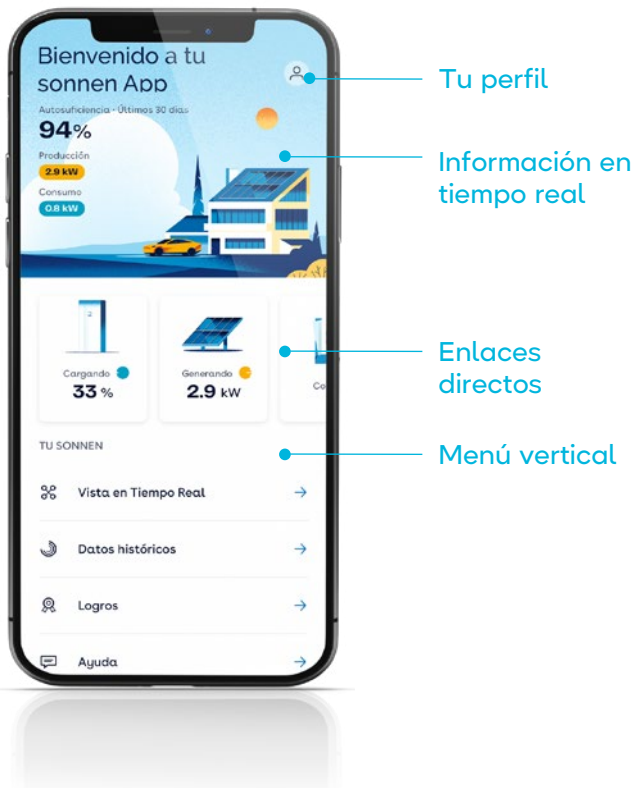 Bienvenido a tu
sonnen App
Autosuficiencia · Últimos 30 días
94%
Producción
2.9 kW
Consumo
0.8 kW
Cargando
33 %
Generando
2.9 kW
Co
TU SONNEN
Vista en Tiempo Real
Datos históricos
Logros
Ayuda
Tu perfil
Información en
tiempo real
Enlaces
directos
Menú vertical